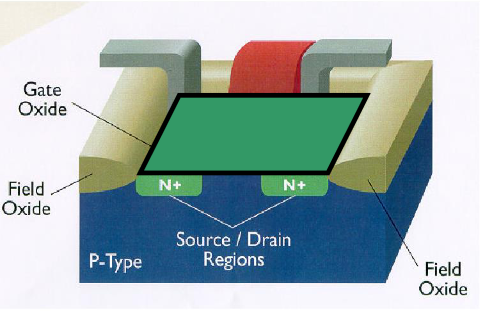 Gate
Oxide
Field
Oxide
N+
N+
Source / Drain
Regions
P-Type
Field
Oxide